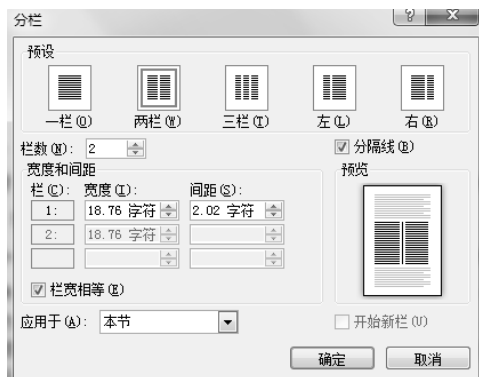 分栏
预设
一栏(O) 两栏(W) 三栏(T) 左(L) 右(R)
栏数(N): 2 分隔线(B)
宽度和间距 预览
栏(C): 宽度(I): 间距(S):
1: 18.76 字符 2.02 字符
2: 18.76 字符
栏宽相等(E)
应用于(A): 本节 开始新栏(U)
确定 取消